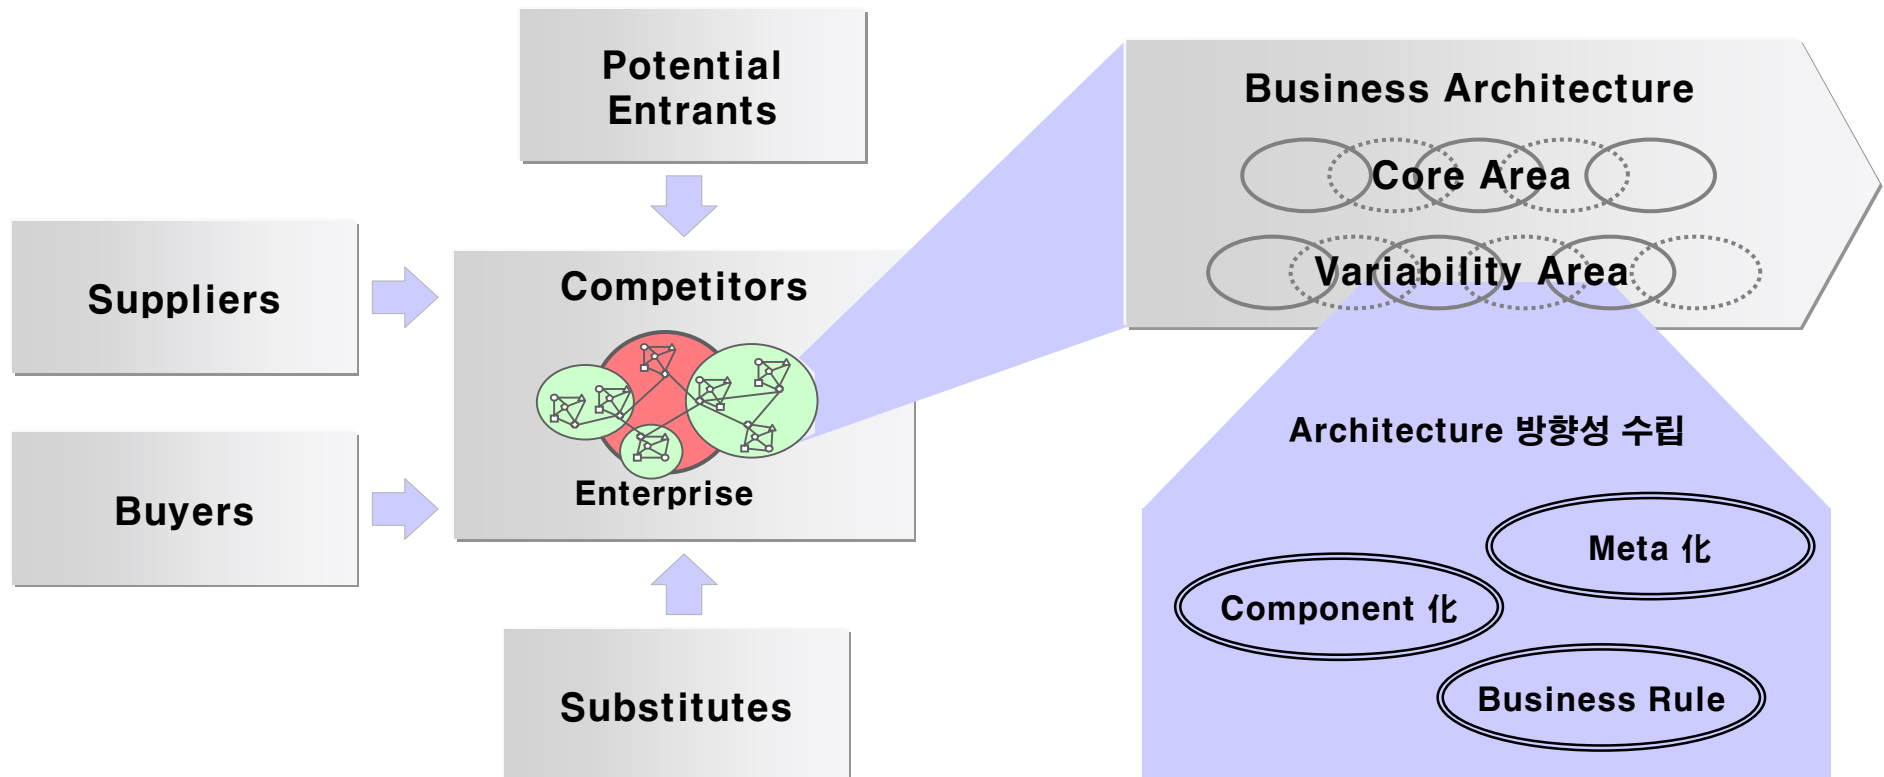 Potential
Entrants
Suppliers
Buyers
Competitors
Enterprise
Substitutes
Business Architecture
Core Area
Variability Area
Architecture 방향성 수립
Meta 化
Component 化
Business Rule